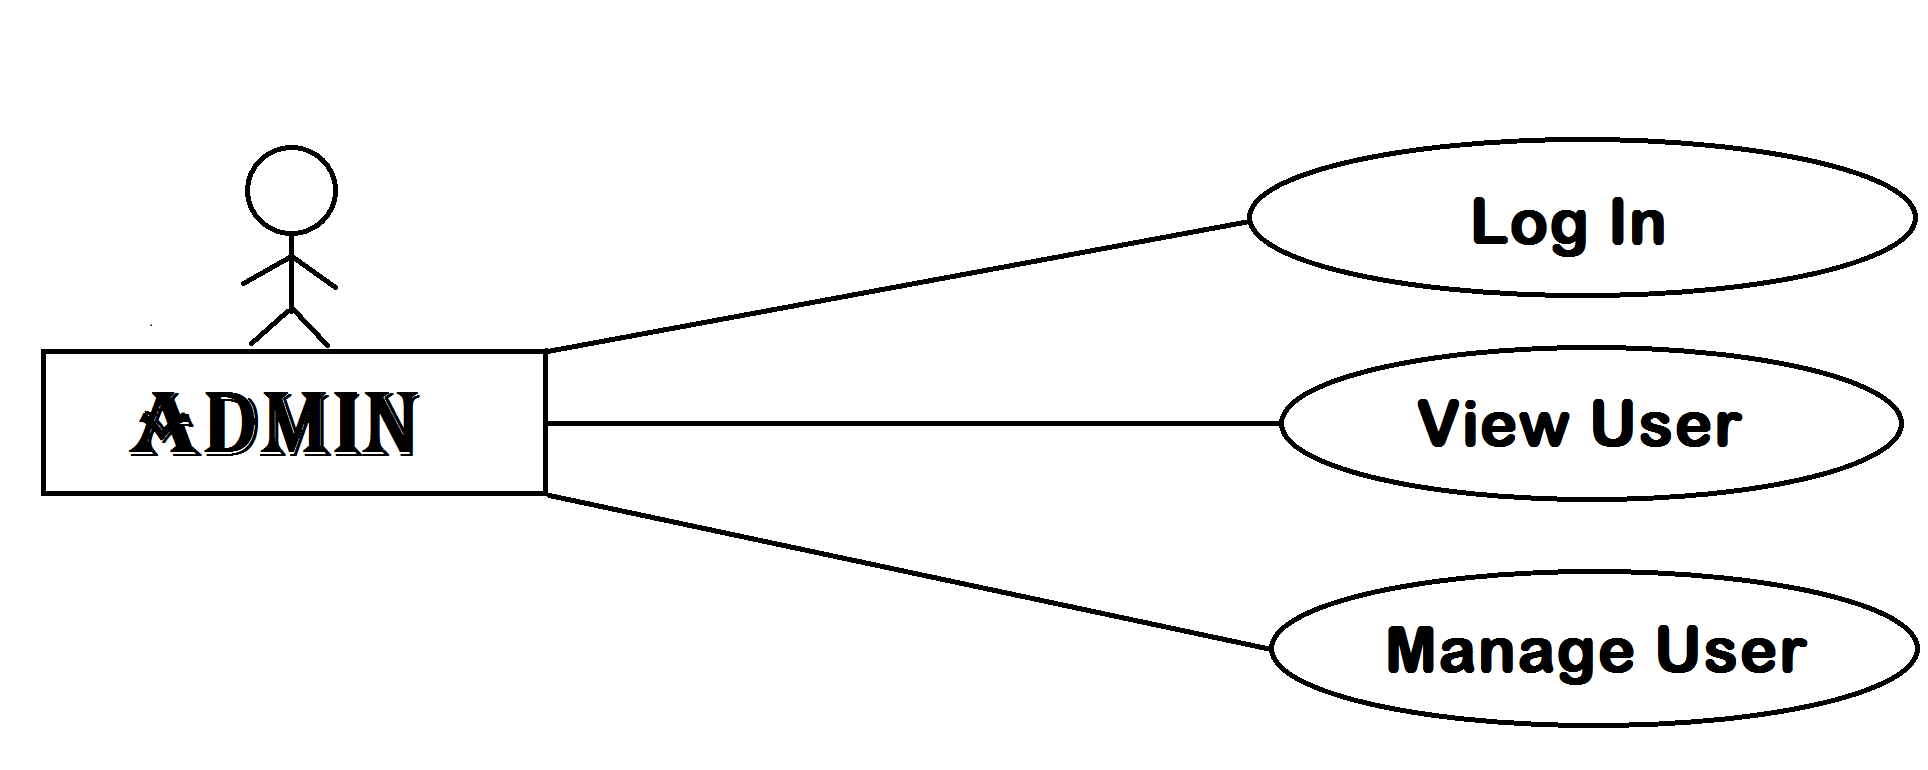 Log In
ADMIN
View User
Manage User